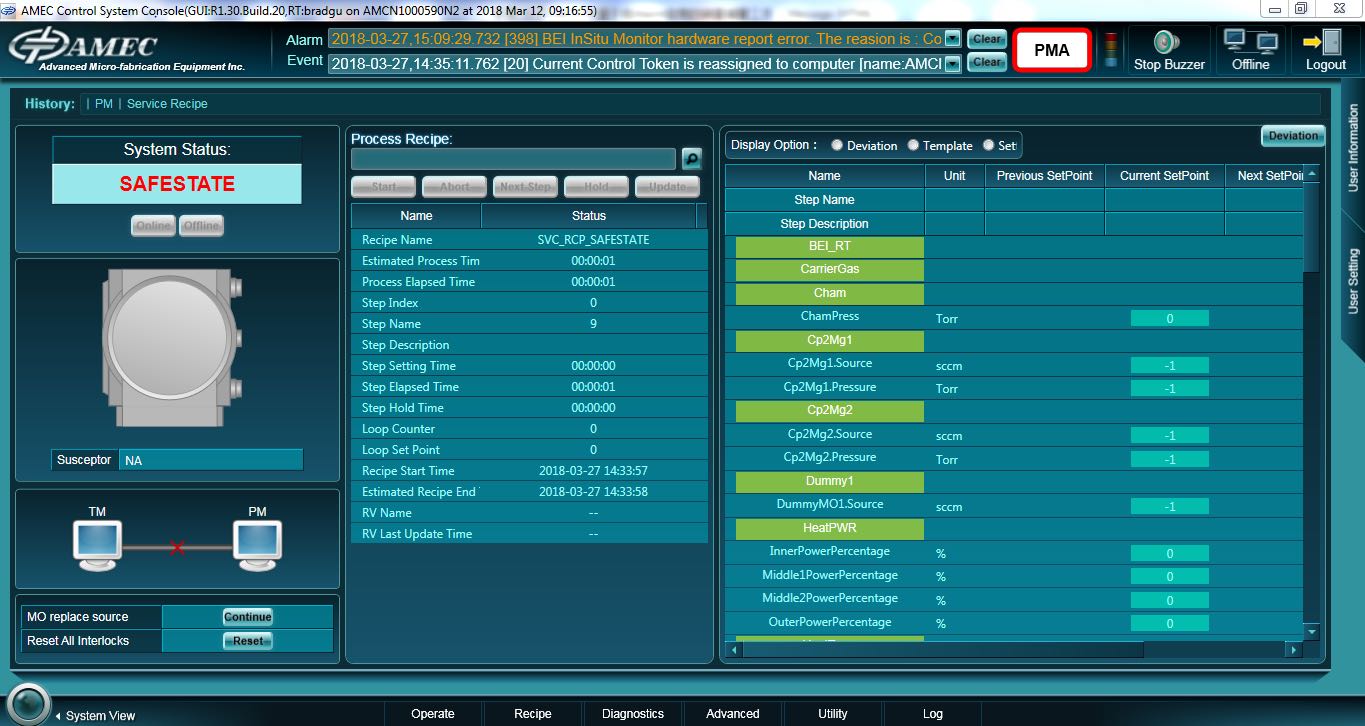 AMEC Control System Console(GUI:R1.30.Build.20,RT:bradgu on AMCN1000590N2 at 2018 Mar 12, 09:16:55)
AMEC
Advanced Micro-fabrication Equipment Inc.
Alarm 2018-03-27,15:09:29.732 [398] BEI InSitu Monitor hardware report error. The reasion is : Co Clear
Event 2018-03-27,14:35:11.762 [20] Current Control Token is reassigned to computer [name:AMCI Clear
PMA
Stop Buzzer
Offline
Logout
History: | PM | Service Recipe
User Information
User Setting
System Status:
SAFESTATE
Online Offline
Susceptor NA
TM PM
MO replace source Continue
Reset All Interlocks Reset
Process Recipe:
Start Abort Next Step Hold Update
Name Status
Recipe Name SVC_RCP_SAFESTATE
Estimated Process Tim 00:00:01
Process Elapsed Time 00:00:01
Step Index 0
Step Name 9
Step Description
Step Setting Time 00:00:00
Step Elapsed Time 00:00:01
Step Hold Time 00:00:00
Loop Counter 0
Loop Set Point 0
Recipe Start Time 2018-03-27 14:33:57
Estimated Recipe End 2018-03-27 14:33:58
RV Name --
RV Last Update Time --
Display Option : Deviation Template Set
Deviation
Name Unit Previous SetPoint Current SetPoint Next SetPoin
Step Name
Step Description
BEI_RT
CarrierGas
Cham
ChamPress Torr 0
Cp2Mg1
Cp2Mg1.Source sccm -1
Cp2Mg1.Pressure Torr -1
Cp2Mg2
Cp2Mg2.Source sccm -1
Cp2Mg2.Pressure Torr -1
Dummy1
DummyMO1.Source sccm -1
HeatPWR
InnerPowerPercentage % 0
Middle1PowerPercentage % 0
Middle2PowerPercentage % 0
OuterPowerPercentage % 0
System View
Operate Recipe Diagnostics Advanced Utility Log